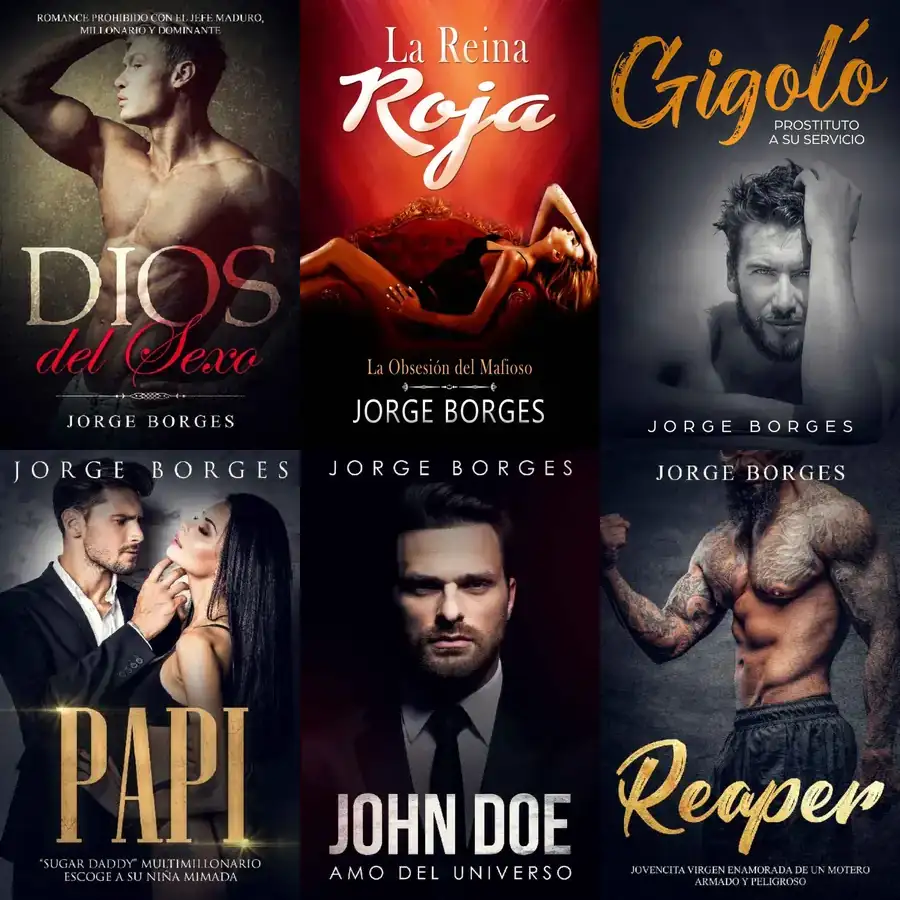 ROMANCE PROHIBIDO CON EL JEFE MADURO,
MILLONARIO Y DOMINANTE
DIOS
del Sexo
JORGE BORGES
La Reina
Roja
La Obsesión del Mafioso
JORGE BORGES
Gigoló
PROSTITUTO
A SU SERVICIO
JORGE BORGES
JORGE BORGES
PAPI
"SUGAR DADDY" MULTIMILLONARIO
ESCOGE A SU NIÑA MIMADA
JORGE BORGES
JOHN DOE
AMO DEL UNIVERSO
JORGE BORGES
Reaper
JOVENCITA VIRGEN ENAMORADA DE UN MOTERO
ARMADO Y PELIGROSO